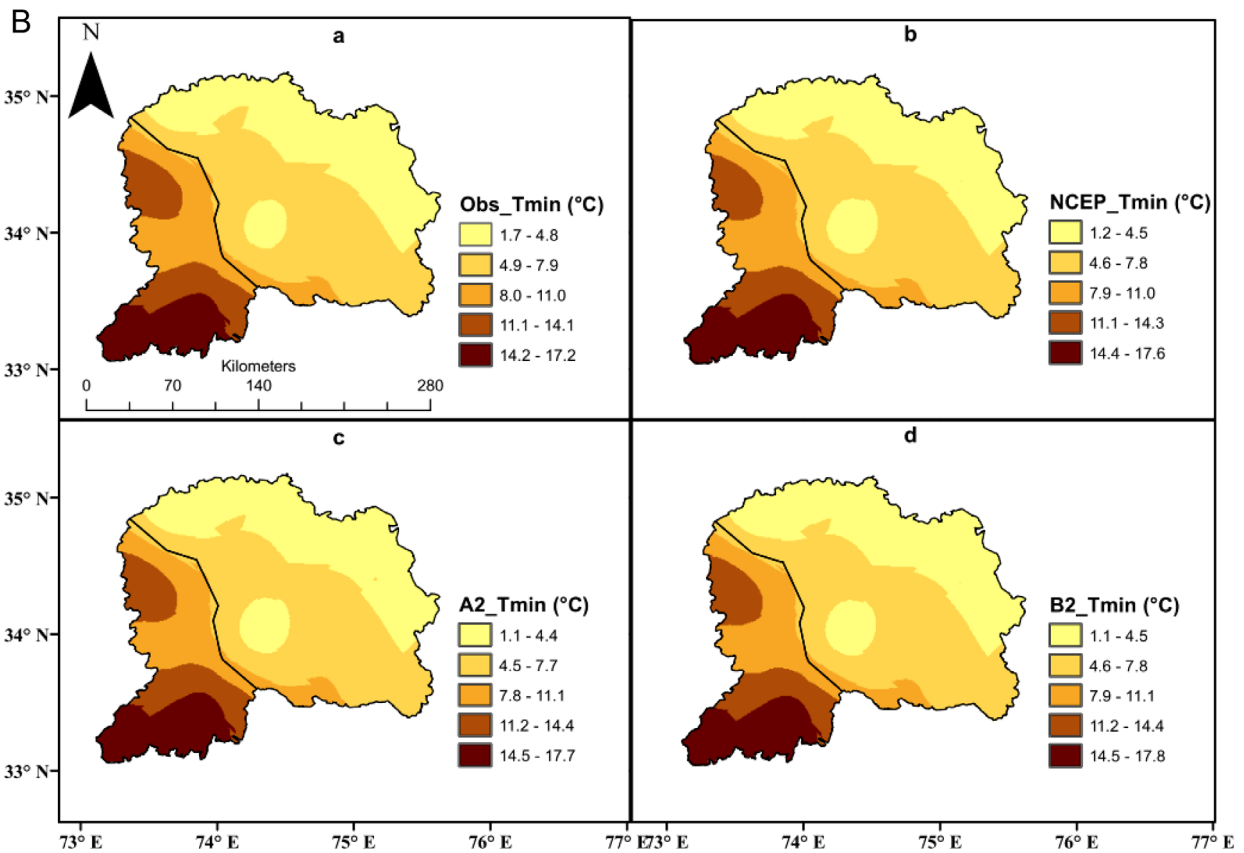 B
N
a
35° N
34° N
33° N
Obs_Tmin (°C)
1.7 - 4.8
4.9 - 7.9
8.0 - 11.0
11.1 - 14.1
14.2 - 17.2
Kilometers
0 70 140 280
b
NCEP_Tmin (°C)
1.2 - 4.5
4.6 - 7.8
7.9 - 11.0
11.1 - 14.3
14.4 - 17.6
c
35° N
34° N
33° N
A2_Tmin (°C)
1.1 - 4.4
4.5 - 7.7
7.8 - 11.1
11.2 - 14.4
14.5 - 17.7
d
B2_Tmin (°C)
1.1 - 4.5
4.6 - 7.8
7.9 - 11.1
11.2 - 14.4
14.5 - 17.8
73° E 74° E 75° E 76° E 77° E 73° E 74° E 75° E 76° E 77° E